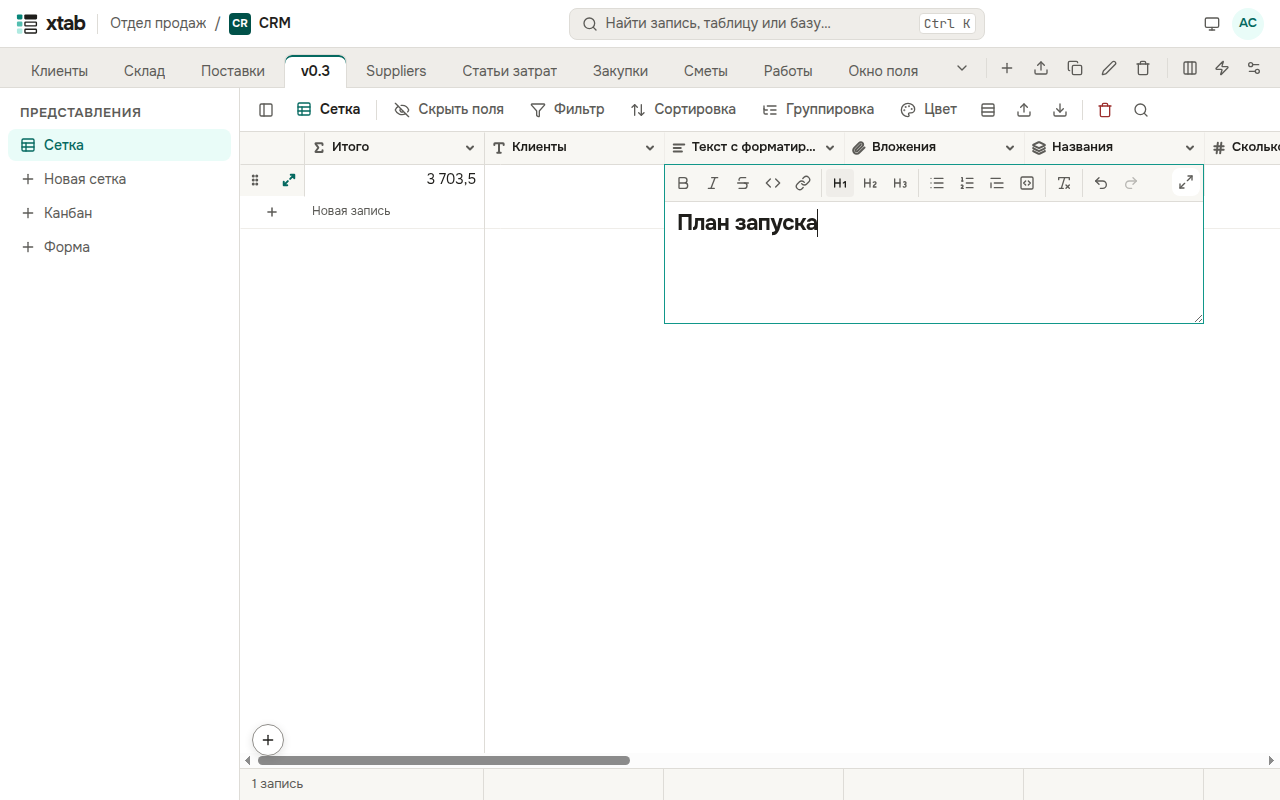 xtab
Отдел продаж / CR CRM
Найти запись, таблицу или базу... Ctrl K
AC
Клиенты Склад Поставки v0.3 Suppliers Статьи затрат Закупки Сметы Работы Окно поля
ПРЕДСТАВЛЕНИЯ
Сетка
Новая сетка
Канбан
Форма
Сетка Скрыть поля Фильтр Сортировка Группировка Цвет
Итого Клиенты Текст с форматир... Вложения Названия Сколько
3 703,5
Новая запись
H1 H2 H3
План запуска
1 запись